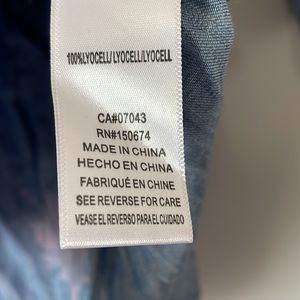 100%LYOCELL/LYOCELL/LYOCELL
CA#07043
RN#150674
MADE IN CHINA
HECHO EN CHINA
FABRIQUÉ EN CHINE
SEE REVERSE FOR CARE
VEASE EL REVERSO PARA EL CUIDADO